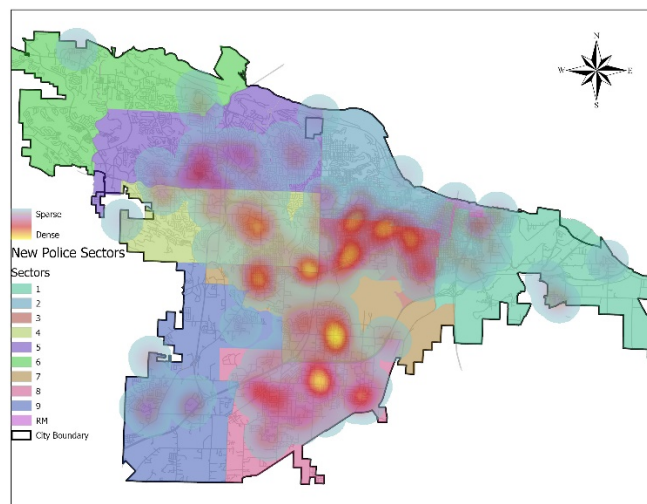 N
W E
S
Sparse
Dense
New Police Sectors
Sectors
1
2
3
4
5
6
7
8
9
RM
City Boundary